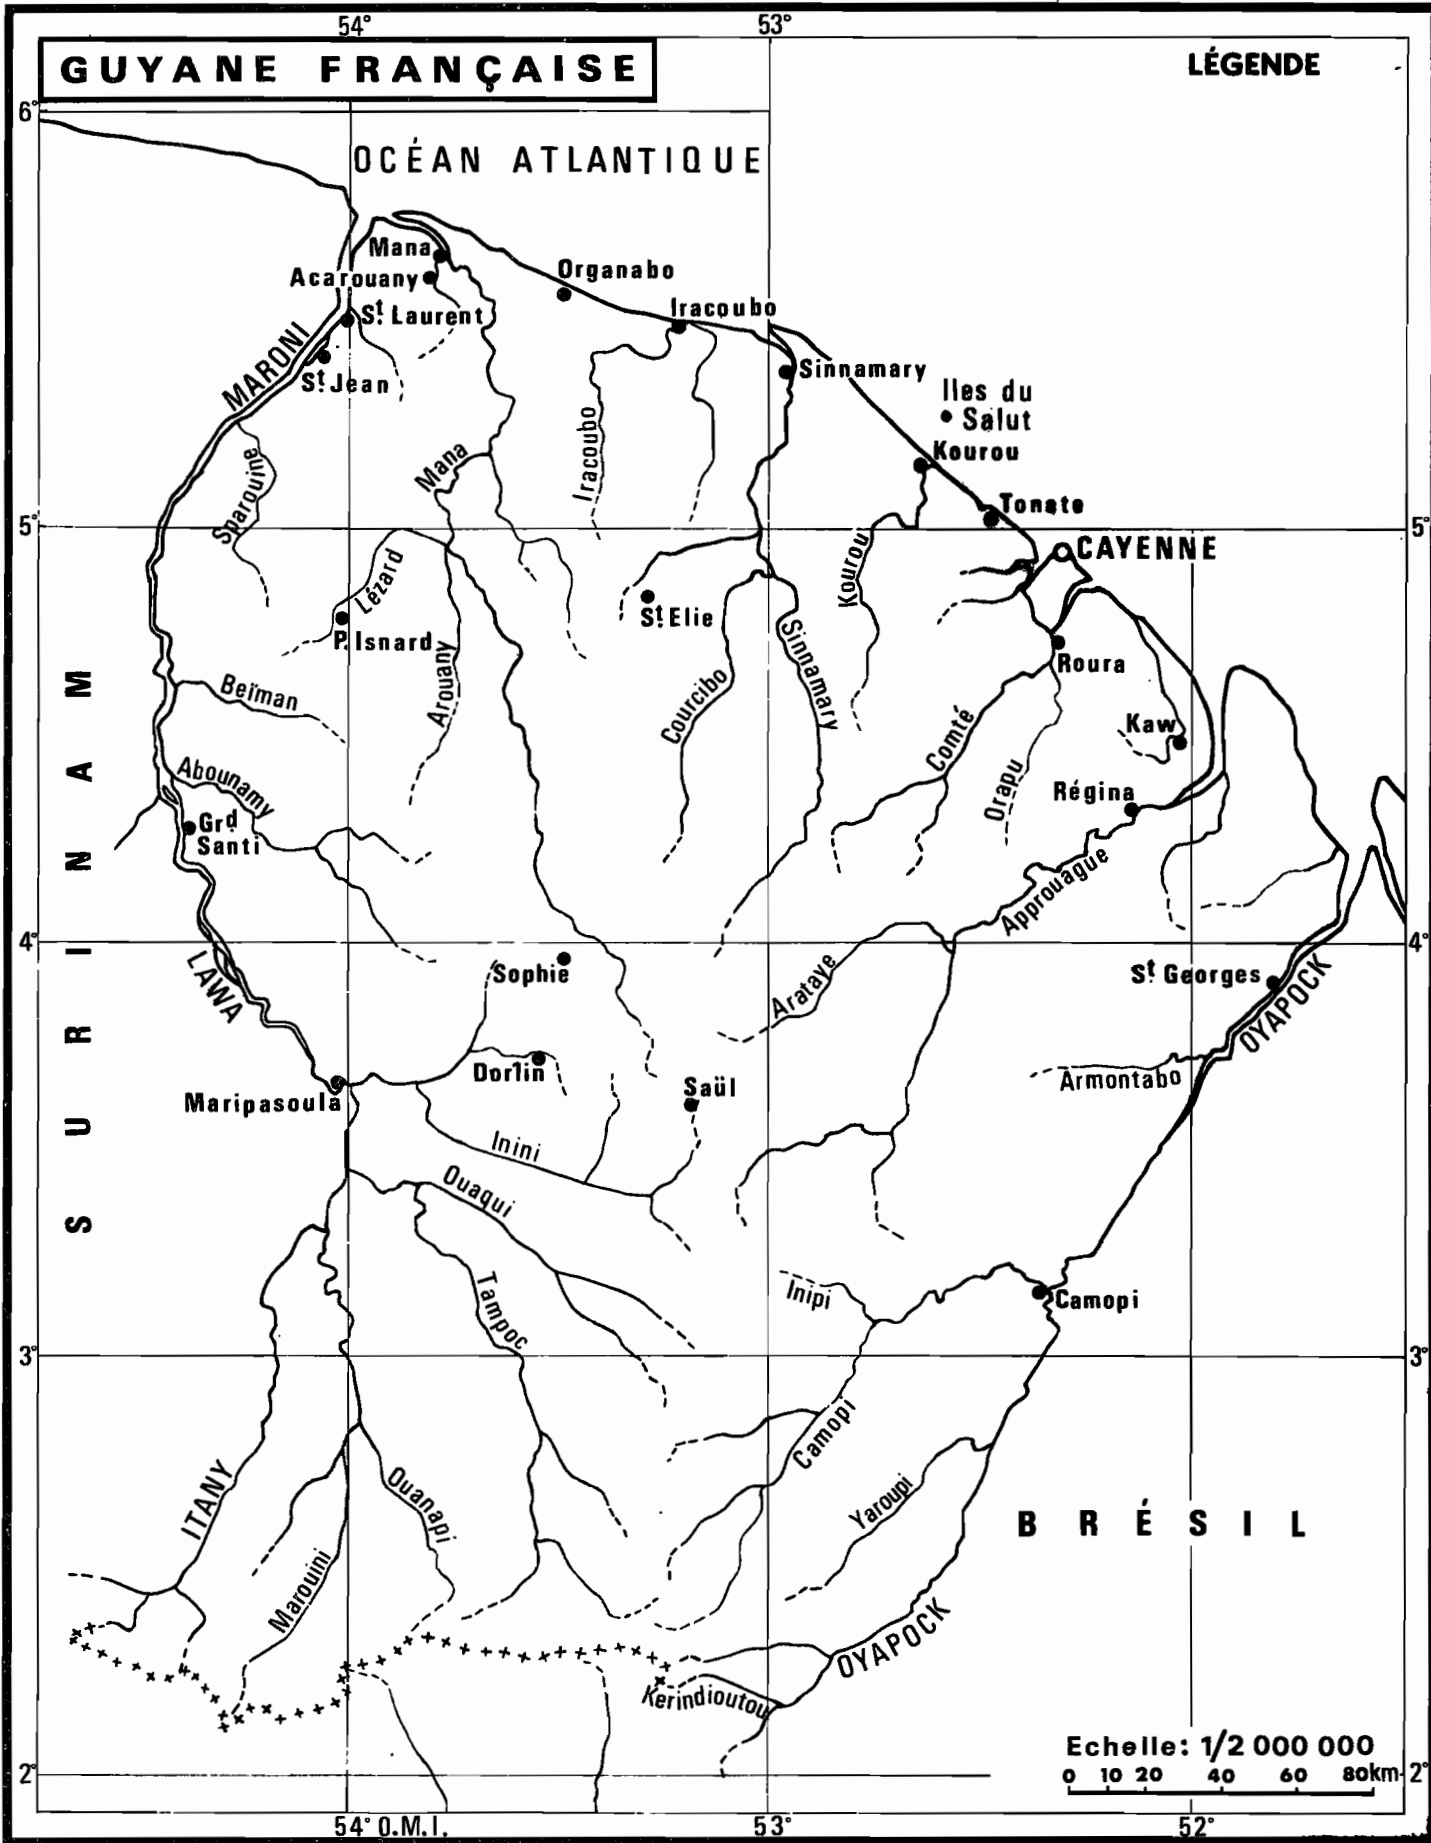 54°
53°
GUYANE FRANÇAISE
LÉGENDE
6°
OCÉAN ATLANTIQUE
Mana
Acarouany
Organabo
Iracoubo
St. Laurent
MARONI
St. Jean
Sinnamary
Iles du
Salut
Kourou
Mana
Iracoubo
Sparouine
Tonate
5°
5°
CAYENNE
Lézard
Kourou
St. Elie
P. Isnard
Sinnamary
Roura
Arouany
Beïman
Courcibo
Comté
Kaw
Abounamy
Orapu
Régina
Grd
Santi
Approuague
4°
4°
LAWA
Sophie
Arataye
St. Georges
OYAPOCK
Dorlin
Armontabo
Saül
Maripasoula
SURINAM
Inini
Ouaqui
Tampoc
Inipi
Camopi
3°
3°
Camopi
ITANY
Ouanapi
Yaroupi
BRÉSIL
Marouini
OYAPOCK
Kerindioutou
Echelle: 1/2 000 000
0 10 20 40 60 80km
2°
2°
54° O.M.I.
53°
52°